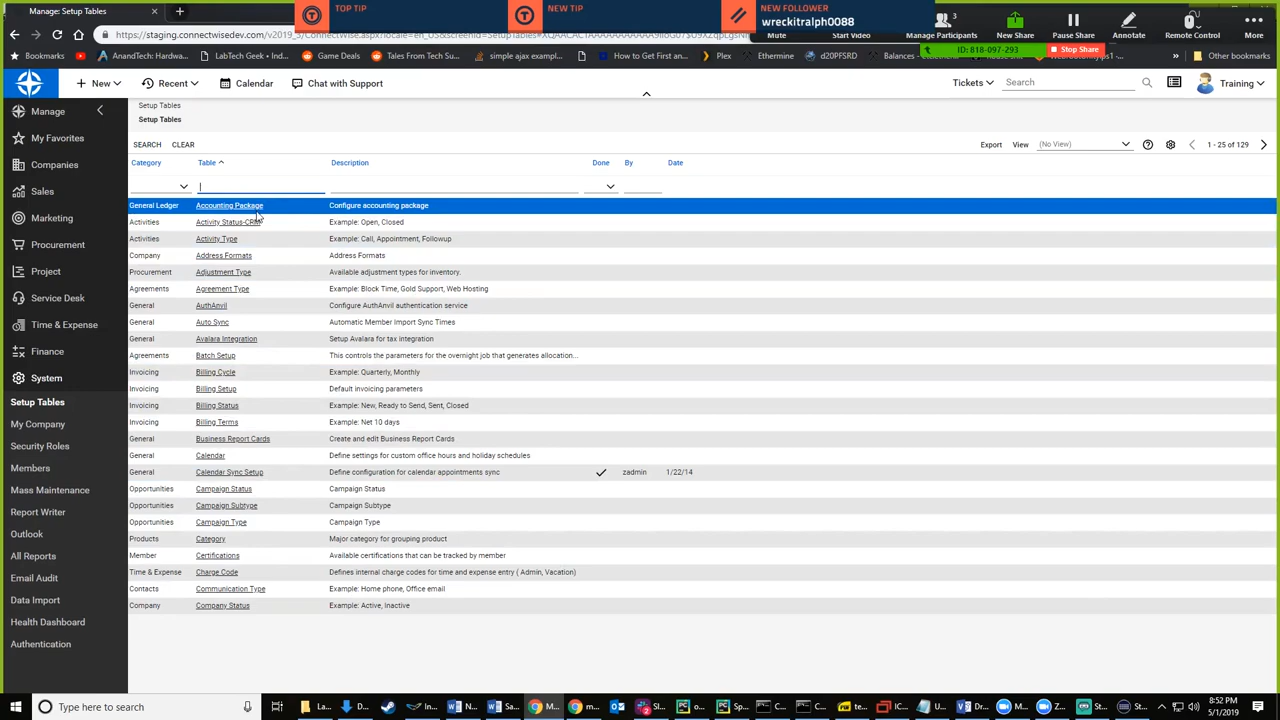 TOP TIP
NEW TIP
NEW FOLLOWER
wreckitralph0088
3
Manage: Setup Tables
Mute
Start Video
Manage Participants
New Share
Pause Share
Annotate
Remote Control
More
ID: 818-097-293
Stop Share
Bookmarks
AnandTech: Hardwa...
LabTech Geek • Ind...
Game Deals
Tales From Tech Su...
simple ajax exampl...
How to Get First an...
Plex
Ethermine
d20PFSRD
Balances -
Other bookmarks
New
Recent
Calendar
Chat with Support
Tickets
Search
Training
Manage
My Favorites
Companies
Sales
Marketing
Procurement
Project
Service Desk
Time & Expense
Finance
System
Setup Tables
My Company
Security Roles
Members
Mass Maintenance
Report Writer
Outlook
All Reports
Email Audit
Data Import
Health Dashboard
Authentication
Setup Tables
Setup Tables
SEARCH CLEAR
Export View (No View) 1 - 25 of 129
Category Table Description Done By Date
General Ledger Accounting Package Configure accounting package
Activities Activity Status-CRM Example: Open, Closed
Activities Activity Type Example: Call, Appointment, Followup
Company Address Formats Address Formats
Procurement Adjustment Type Available adjustment types for inventory.
Agreements Agreement Type Example: Block Time, Gold Support, Web Hosting
General AuthAnvil Configure AuthAnvil authentication service
General Auto Sync Automatic Member Import Sync Times
General Avalara Integration Setup Avalara for tax integration
Agreements Batch Setup This controls the parameters for the overnight job that generates allocation...
Invoicing Billing Cycle Example: Quarterly, Monthly
Invoicing Billing Setup Default invoicing parameters
Invoicing Billing Status Example: New, Ready to Send, Sent, Closed
Invoicing Billing Terms Example: Net 10 days
General Business Report Cards Create and edit Business Report Cards
General Calendar Define settings for custom office hours and holiday schedules
General Calendar Sync Setup Define configuration for calendar appointments sync zadmin 1/22/14
Opportunities Campaign Status Campaign Status
Opportunities Campaign Subtype Campaign Subtype
Opportunities Campaign Type Campaign Type
Products Category Major category for grouping product
Member Certifications Available certifications that can be tracked by member
Time & Expense Charge Code Defines internal charge codes for time and expense entry ( Admin, Vacation)
Contacts Communication Type Example: Home phone, Office email
Company Company Status Example: Active, Inactive
Type here to search
La...
D...
In...
N...
Sa...
M...
m...
O...
Sl...
Sp...
C...
C...
te...
IC...
U...
D...
Z...
Z...
Z...
S...
8:52 PM
5/1/2019